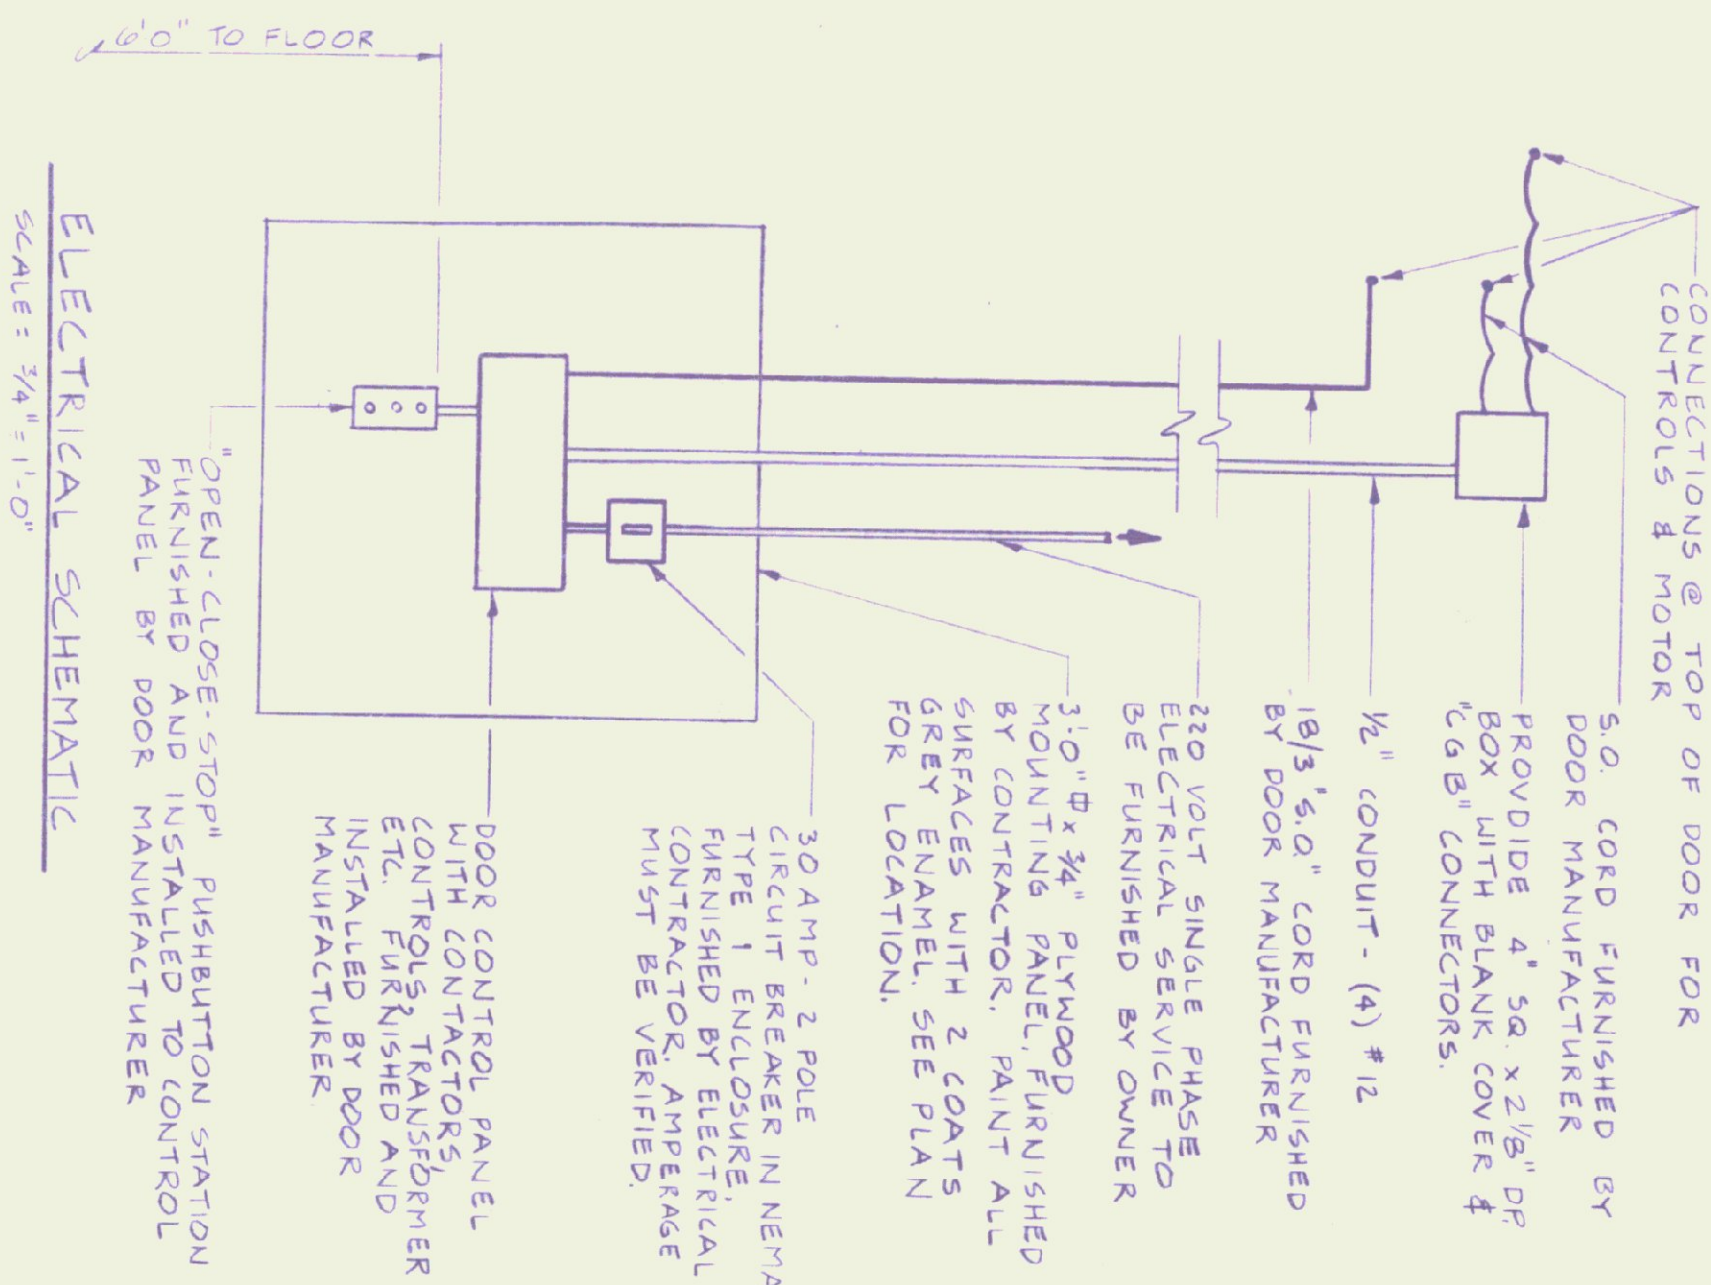 CONNECTIONS @ TOP OF DOOR FOR
CONTROLS & MOTOR
S.O. CORD FURNISHED BY
DOOR MANUFACTURER
PROVDIDE 4" SQ. x 2 1/8" DP.
BOX WITH BLANK COVER &
"CGB" CONNECTORS.
1/2" CONDUIT - (4) #12
18/3 "S.O." CORD FURNISHED
BY DOOR MANUFACTURER
220 VOLT SINGLE PHASE
ELECTRICAL SERVICE TO
BE FURNISHED BY OWNER
3'-0" x 3/4" PLYWOOD
MOUNTING PANEL, FURNISHED
BY CONTRACTOR. PAINT ALL
SURFACES WITH 2 COATS
GREY ENAMEL. SEE PLAN
FOR LOCATION.
30 AMP - 2 POLE
CIRCUIT BREAKER IN NEMA
TYPE 1 ENCLOSURE,
FURNISHED BY ELECTRICAL
CONTRACTOR. AMPERAGE
MUST BE VERIFIED.
DOOR CONTROL PANEL
WITH CONTACTORS,
CONTROLS, TRANSFORMER
ETC. FURNISHED AND
INSTALLED BY DOOR
MANUFACTURER.
"OPEN-CLOSE-STOP" PUSHBUTTON STATION
FURNISHED AND INSTALLED TO CONTROL
PANEL BY DOOR MANUFACTURER
6'0" TO FLOOR
ELECTRICAL SCHEMATIC
SCALE: 3/4" = 1'-0"